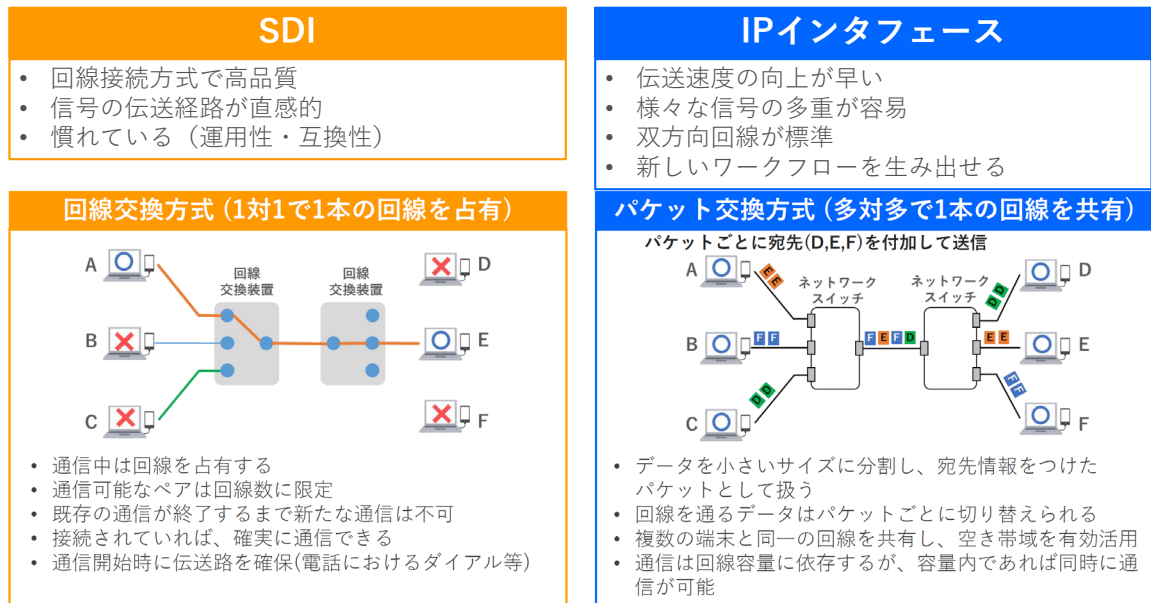 SDI
• 回線接続方式で高品質
• 信号の伝送経路が直感的
• 慣れている（運用性・互換性）
回線交換方式 (1対1で1本の回線を占有)
A
B
C
回線
交換装置
回線
交換装置
D
E
F
• 通信中は回線を占有する
• 通信可能なペアは回線数に限定
• 既存の通信が終了するまで新たな通信は不可
• 接続されていれば、確実に通信できる
• 通信開始時に伝送路を確保(電話におけるダイアル等)
IPインタフェース
• 伝送速度の向上が早い
• 様々な信号の多重が容易
• 双方向回線が標準
• 新しいワークフローを生み出せる
パケット交換方式 (多対多で1本の回線を共有)
パケットごとに宛先(D,E,F)を付加して送信
A
E E
B
F F
C
D D
ネットワーク
スイッチ
F E F D
ネットワーク
スイッチ
D D
D
E E
E
F F
F
• データを小さいサイズに分割し、宛先情報をつけた
パケットとして扱う
• 回線を通るデータはパケットごとに切り替えられる
• 複数の端末と同一の回線を共有し、空き帯域を有効活用
• 通信は回線容量に依存するが、容量内であれば同時に通
信が可能